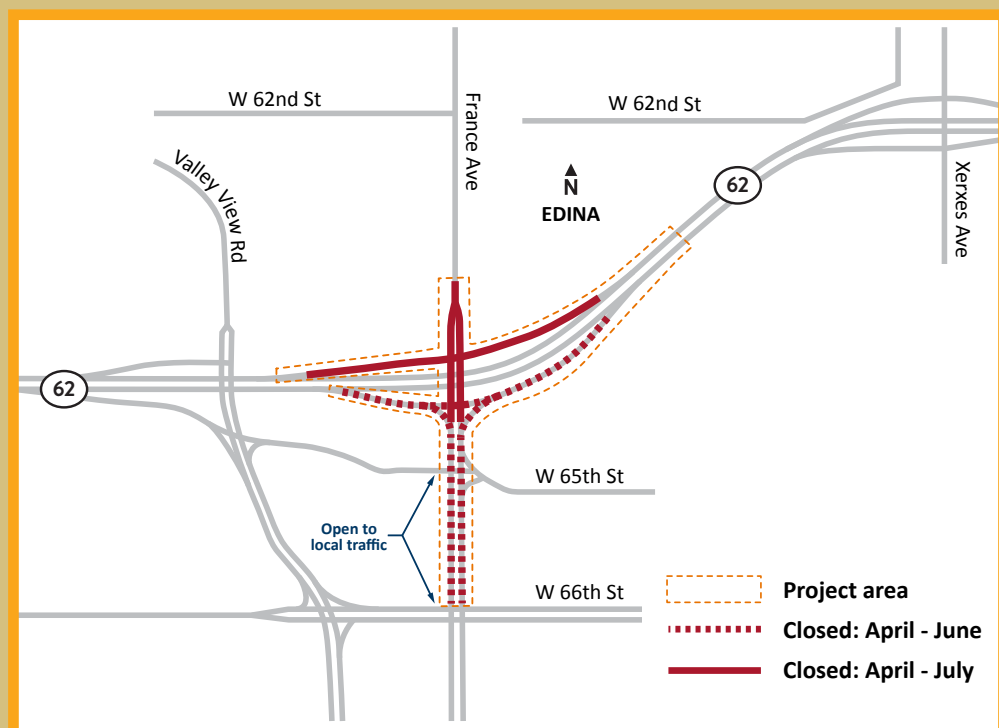 W 62nd St
France Ave
W 62nd St
Valley View Rd
N
EDINA
62
Xerxes Ave
62
W 65th St
Open to
local traffic
W 66th St
Project area
Closed: April - June
Closed: April - July